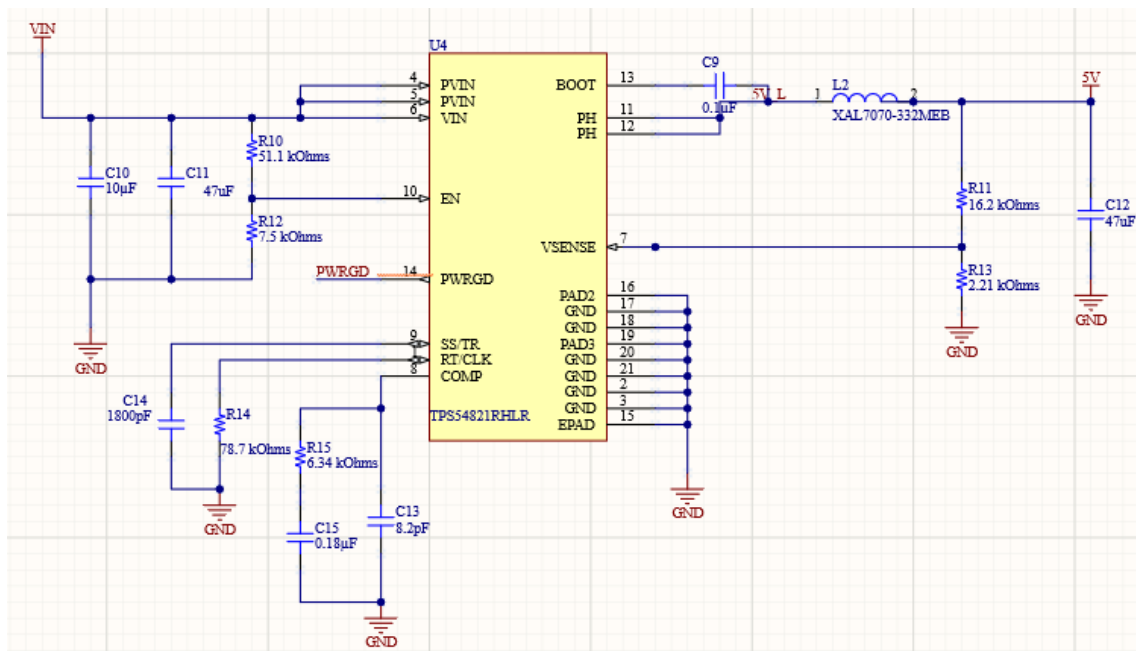 VIN
U4
5V
C9
0.1uF
L2
1
2
XAL7070-332MEB
5V_L
4 PVIN
5 PVIN
6 VIN
BOOT 13
PH 11
PH 12
R10
51.1 kOhms
C10
10µF
C11
47uF
10 EN
R12
7.5 kOhms
R11
16.2 kOhms
C12
47uF
VSENSE 7
PWRGD
14 PWRGD
R13
2.21 kOhms
PAD2 16
GND 17
GND 18
PAD3 19
GND 20
GND 21
GND 2
GND 3
EPAD 15
GND
GND
GND
9 SS/TR
RT/CLK
8 COMP
TPS54821RHLR
C14
1800pF
R14
78.7 kOhms
R15
6.34 kOhms
GND
GND
C15
0.18µF
C13
8.2pF
GND